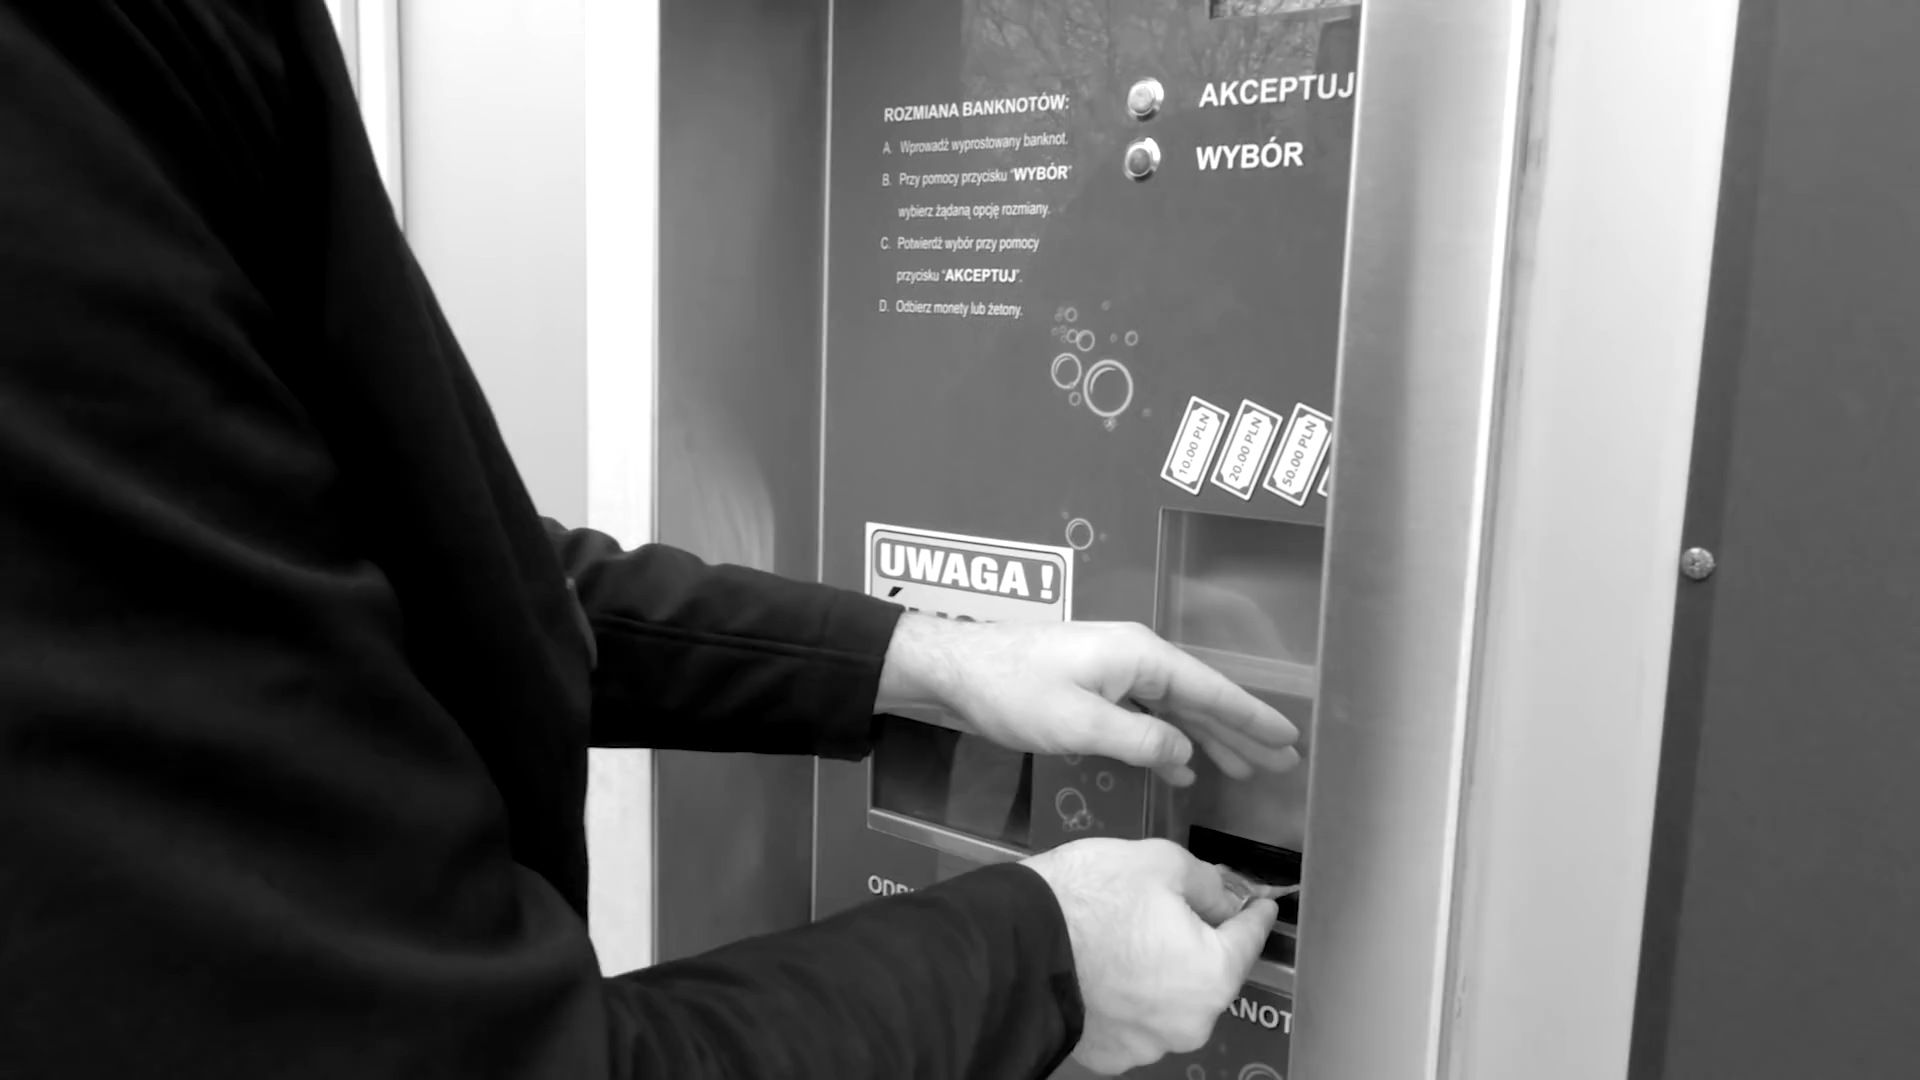 ROZMIANA BANKNOTÓW:
A. Wprowadź wyprostowany banknot.
B. Przy pomocy przycisku "WYBÓR"
wybierz żądaną opcję rozmiany.
C. Potwierdź wybór przy pomocy
przycisku "AKCEPTUJ".
D. Odbierz monety lub żetony.
AKCEPTUJ
WYBÓR
10.00 PLN
20.00 PLN
50.00 PLN
UWAGA !